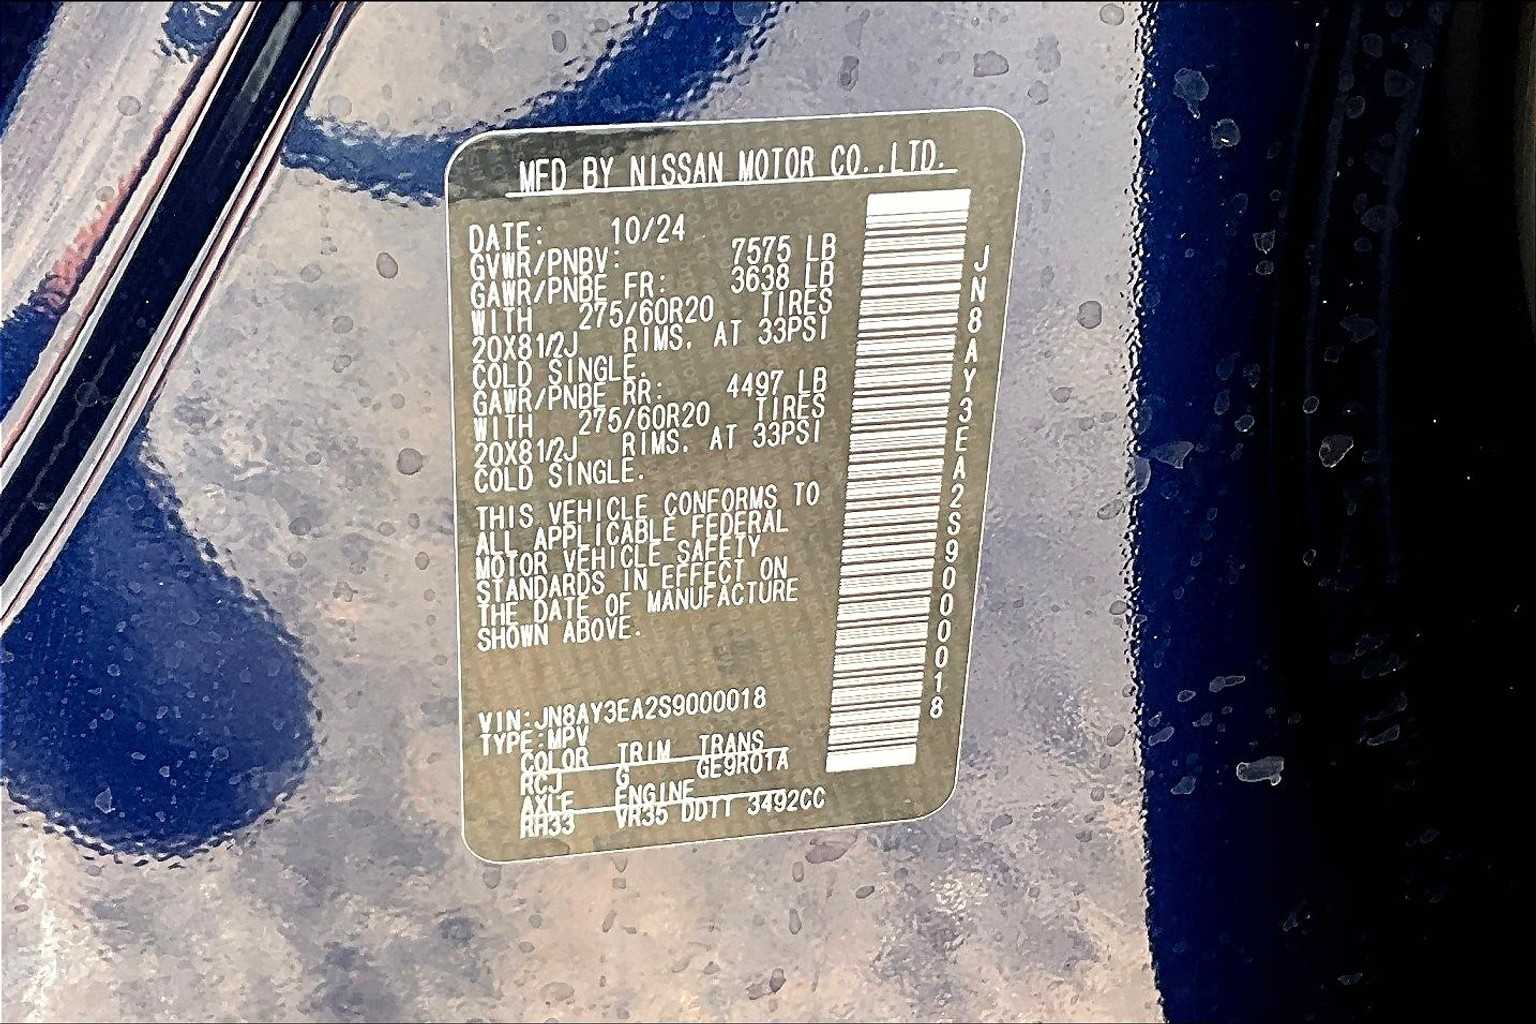 MFD BY NISSAN MOTOR CO.,LTD.
DATE: 10/24
GVWR/PNBV: 7575 LB
GAWR/PNBE FR: 3638 LB
WITH 275/60R20 TIRES
20X81/2J RIMS. AT 33PSI
COLD SINGLE.
GAWR/PNBE RR: 4497 LB
WITH 275/60R20 TIRES
20X81/2J RIMS. AT 33PSI
COLD SINGLE.
THIS VEHICLE CONFORMS TO
ALL APPLICABLE FEDERAL
MOTOR VEHICLE SAFETY
STANDARDS IN EFFECT ON
THE DATE OF MANUFACTURE
SHOWN ABOVE.
VIN:JN8AY3EA2S9000018
TYPE:MPV
COLOR TRIM TRANS
RCJ G GE9R01A
AXLE ENGINE
RH33 VR35 DDTT 3492CC
JN8AY3EA2S9000018